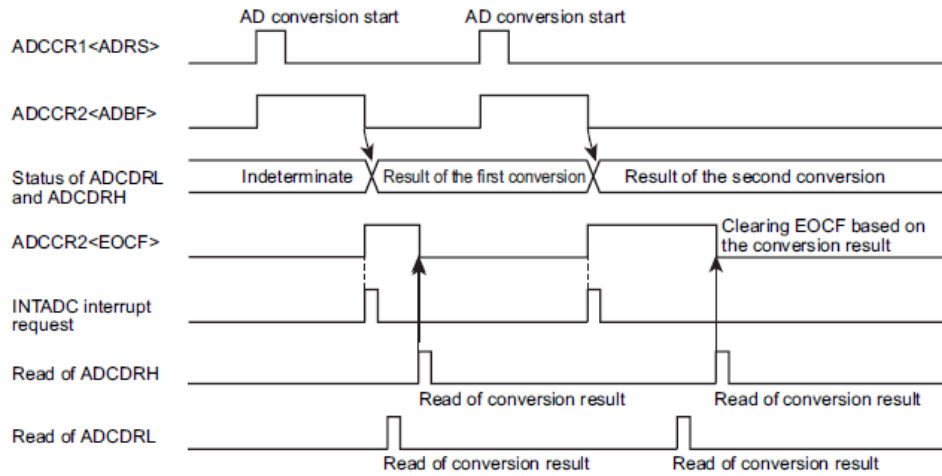 AD conversion start
AD conversion start
ADCCR1<ADRS>
ADCCR2<ADBF>
Status of ADCDRL
and ADCDRH
Indeterminate
Result of the first conversion
Result of the second conversion
ADCCR2<EOCF>
Clearing EOCF based on
the conversion result
INTADC interrupt
request
Read of ADCDRH
Read of conversion result
Read of conversion result
Read of ADCDRL
Read of conversion result
Read of conversion result